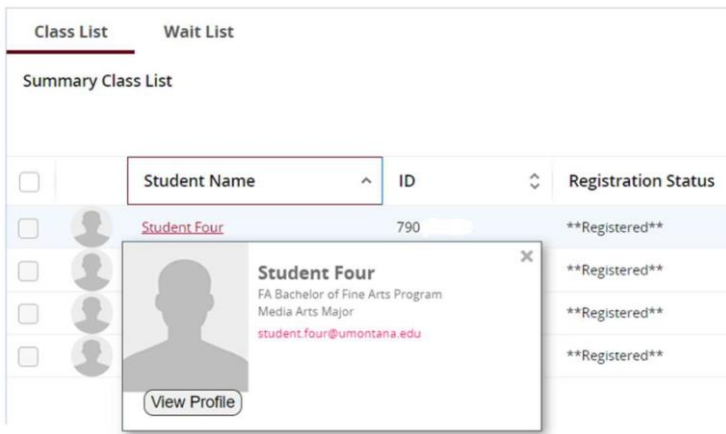 Class List Wait List
Summary Class List
Student Name ID Registration Status
Student Four 790 **Registered**
**Registered**
**Registered**
**Registered**
Student Four
FA Bachelor of Fine Arts Program
Media Arts Major
student.four@umontana.edu
View Profile